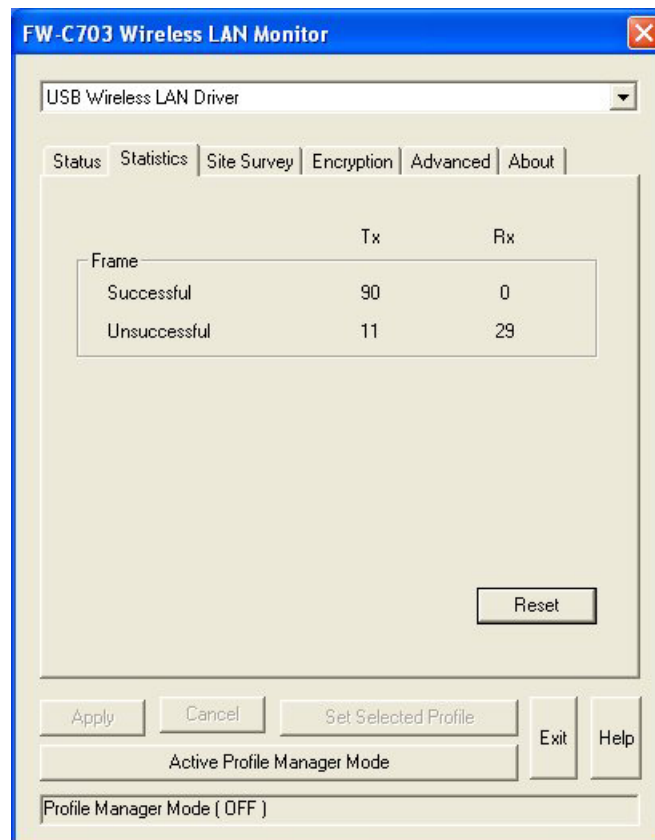 FW-C703 Wireless LAN Monitor
USB Wireless LAN Driver
Status Statistics Site Survey Encryption Advanced About
Tx Rx
Frame
Successful 90 0
Unsuccessful 11 29
Reset
Apply Cancel Set Selected Profile
Exit Help
Active Profile Manager Mode
Profile Manager Mode ( OFF )